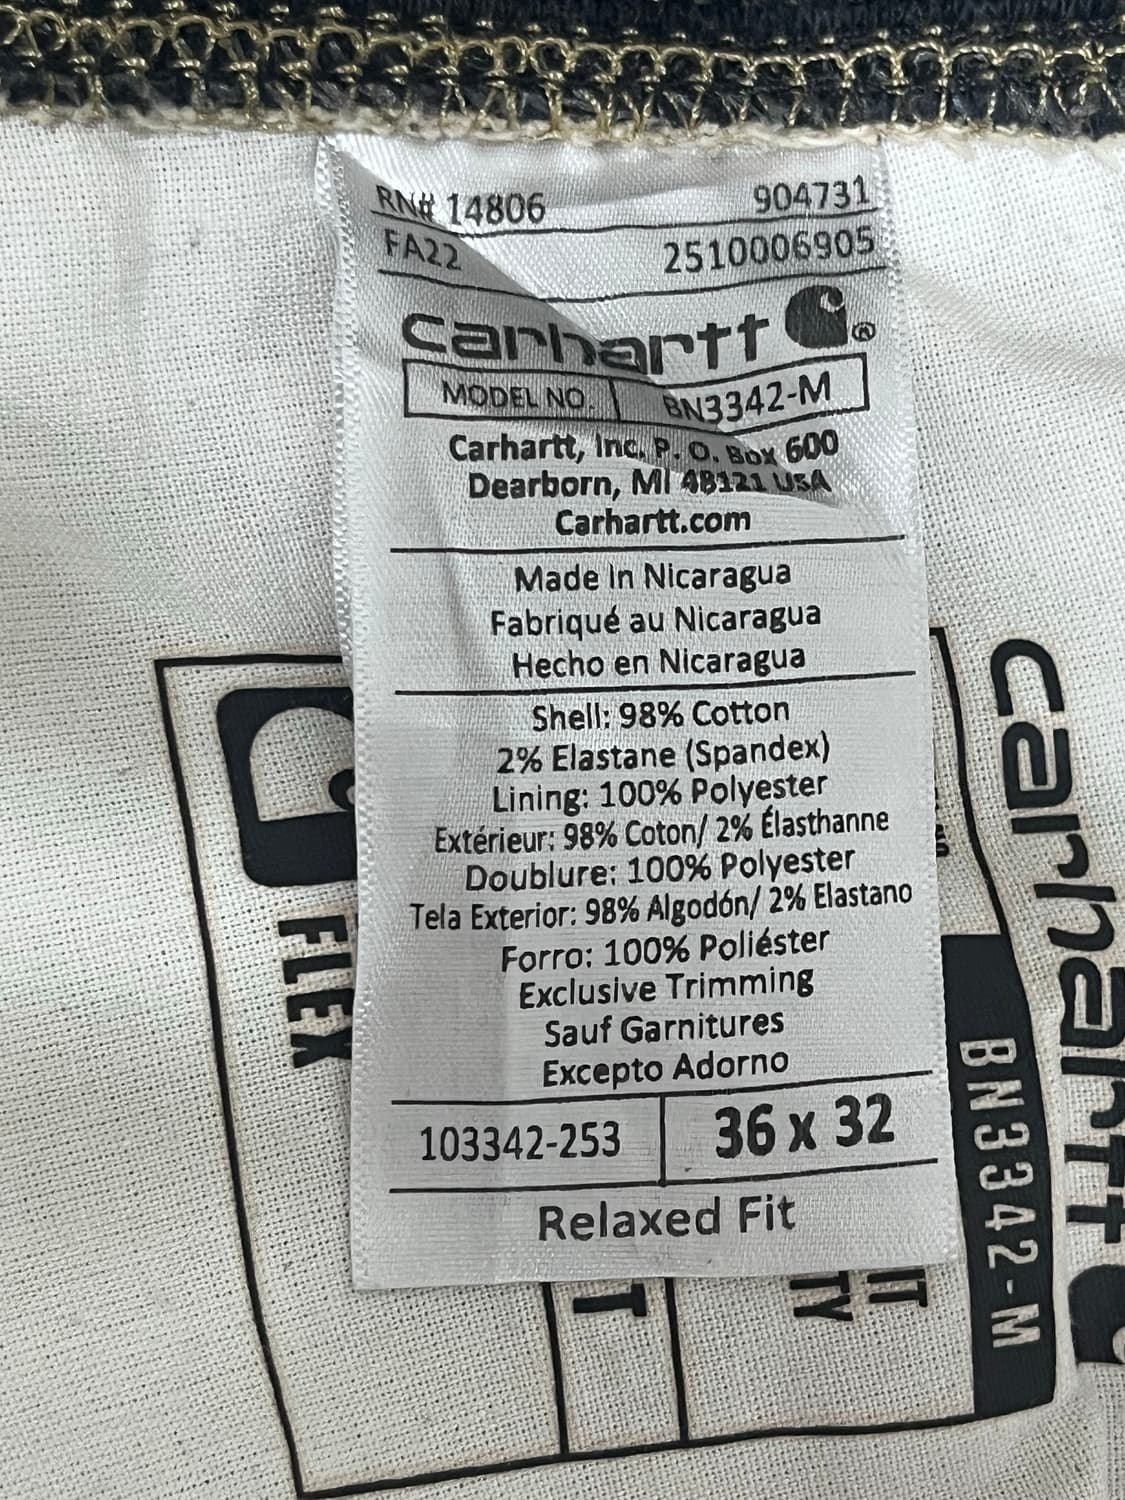 RN# 14806 904731
FA22 2510006905
carhartt ®
MODEL NO. BN3342-M
Carhartt, Inc. P. O. Box 600
Dearborn, MI 48121 USA
Carhartt.com
Made In Nicaragua
Fabriqué au Nicaragua
Hecho en Nicaragua
Shell: 98% Cotton
2% Elastane (Spandex)
Lining: 100% Polyester
Extérieur: 98% Coton/ 2% Élasthanne
Doublure: 100% Polyester
Tela Exterior: 98% Algodón/ 2% Elastano
Forro: 100% Poliéster
Exclusive Trimming
Sauf Garnitures
Excepto Adorno
103342-253 36 x 32
Relaxed Fit
carhartt
BN3342-M
FLEX